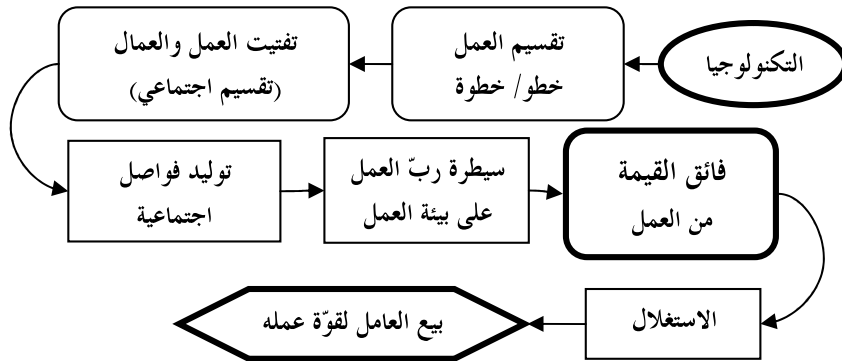 التكنولوجيا
تقسيم العمل
خطو/ خطوة
تفتيت العمل والعمال
(تقسيم اجتماعي)
توليد فواصل
اجتماعية
سيطرة ربّ العمل
على بيئة العمل
فائق القيمة
من العمل
الاستغلال
بيع العامل لقوّة عمله